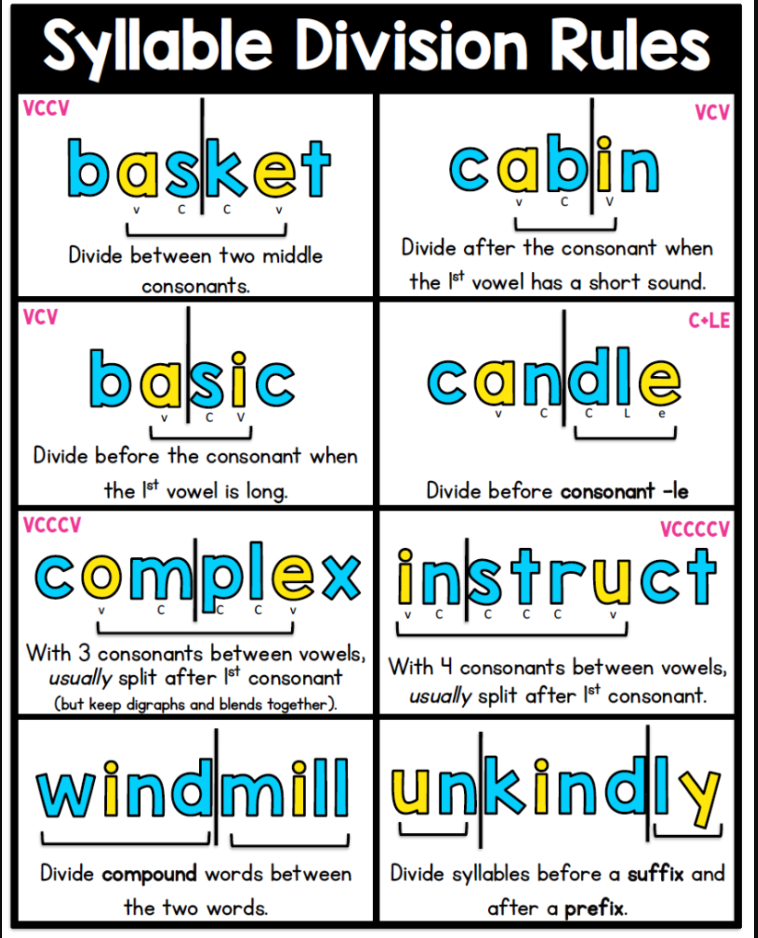 Syllable Division Rules
VCCV
basket
v C C v
Divide between two middle
consonants.
VCV
cabin
v C V
Divide after the consonant when
the 1st vowel has a short sound.
VCV
basic
v C V
Divide before the consonant when
the 1st vowel is long.
C+LE
candle
v C C L e
Divide before consonant -le
VCCCV
complex
v C C C v
With 3 consonants between vowels,
usually split after 1st consonant
(but keep digraphs and blends together).
VCCCCV
instruct
v C C C C v
With 4 consonants between vowels,
usually split after 1st consonant.
windmill
Divide compound words between
the two words.
unkindly
Divide syllables before a suffix and
after a prefix.